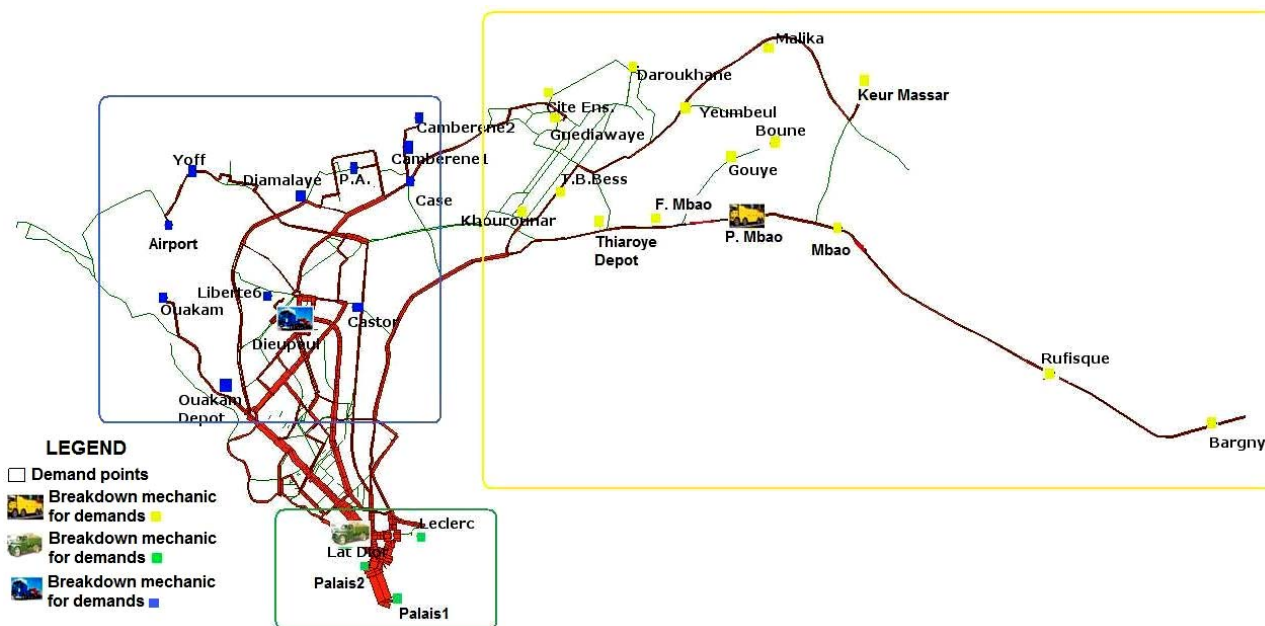 Malika
Daroukhane
Keur Massar
Cite Ens.
Yeumbeul
Camberene2
Guediawaye
Boune
Yoff
Camberene1
Gouye
Diamalaye
P.A.
T.B.Bess
Case
Khourounar
F. Mbao
Airport
Thiaroye
Depot
P. Mbao
Mbao
Liberte6
Ouakam
Castor
Dieupeul
Rufisque
Ouakam
Depot
Bargny
LEGEND
Demand points
Breakdown mechanic
for demands
Breakdown mechanic
for demands
Breakdown mechanic
for demands
Leclerc
Lat Dior
Palais2
Palais1